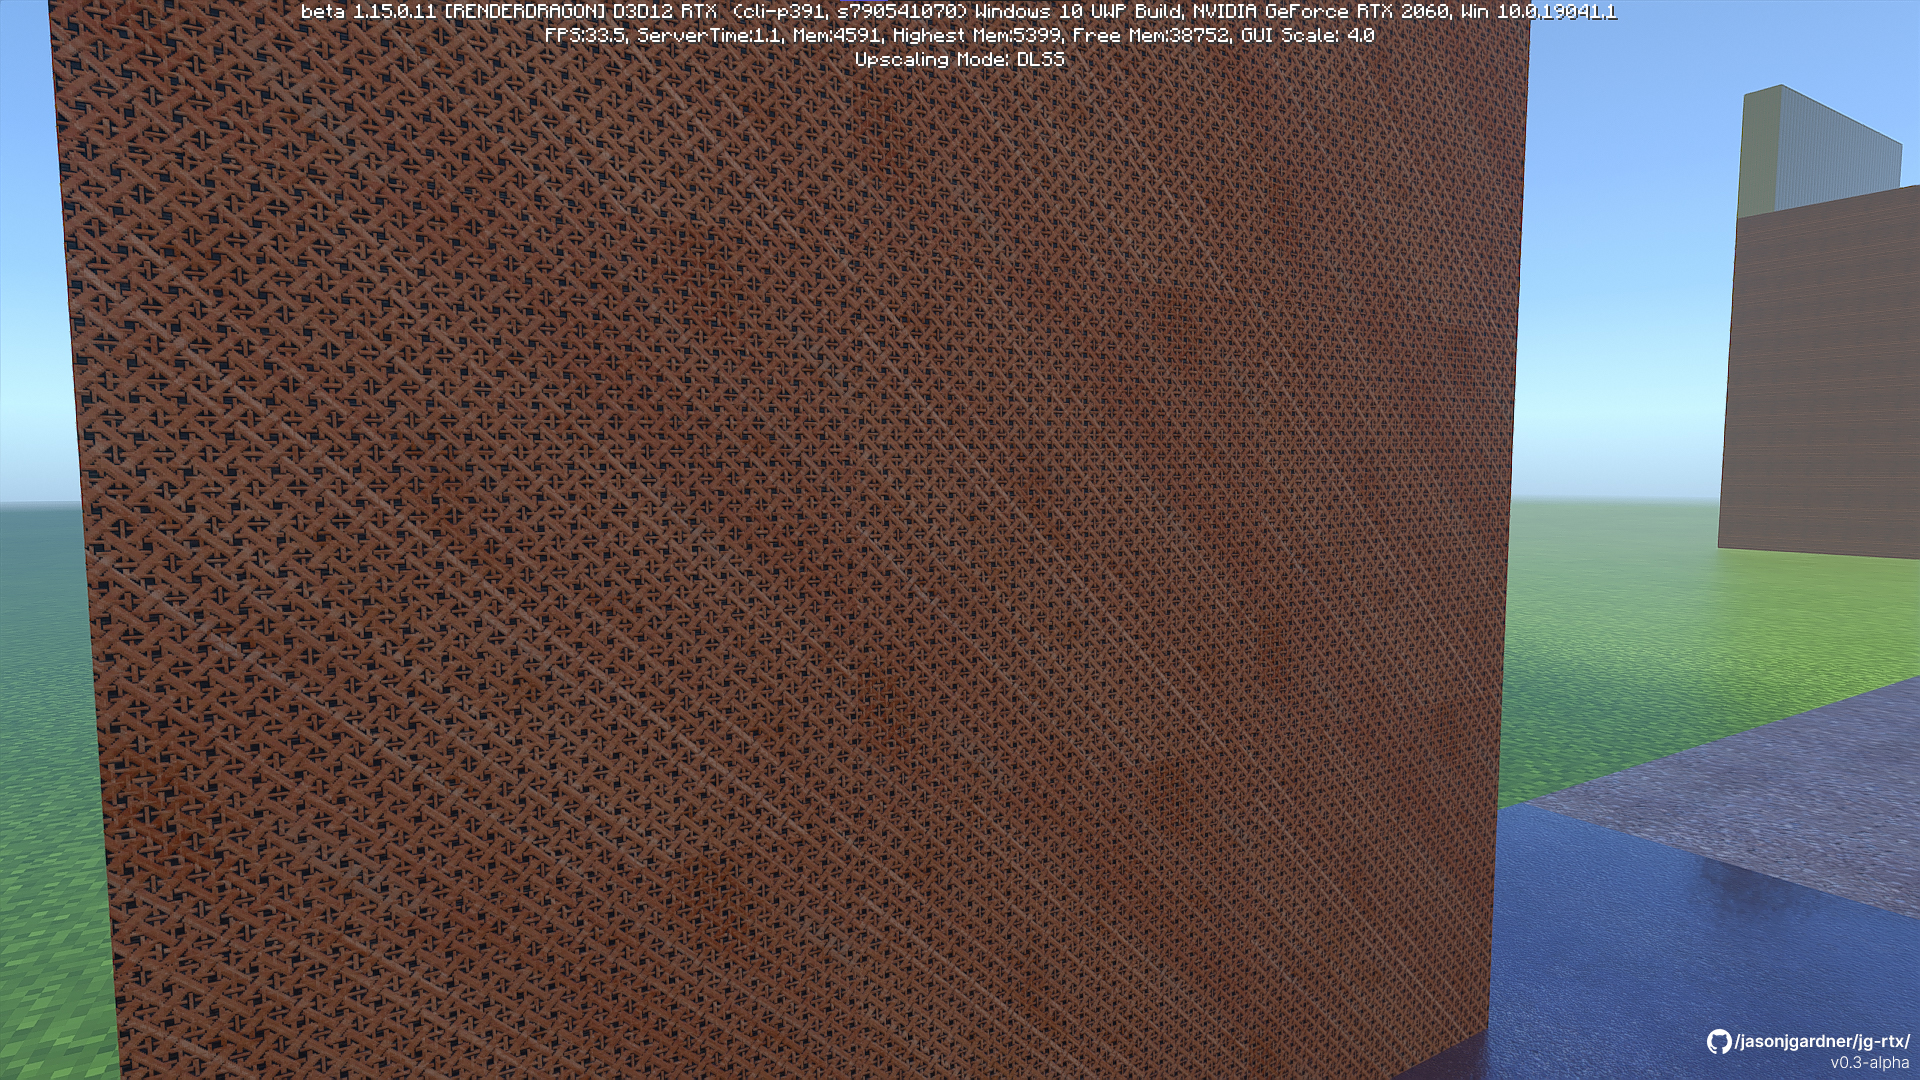 beta 1.15.0.11 [RENDERDRAGON] D3D12 RTX  (cli-p391, s790541070) Windows 10 UWP Build, NVIDIA GeForce RTX 2060, Win 10.0.19041.1
FPS:33.5, ServerTime:1.1, Mem:4591, Highest Mem:5399, Free Mem:38752, GUI Scale: 4.0
Upscaling Mode: DLSS
/jasonjgardner/jg-rtx/
v0.3-alpha